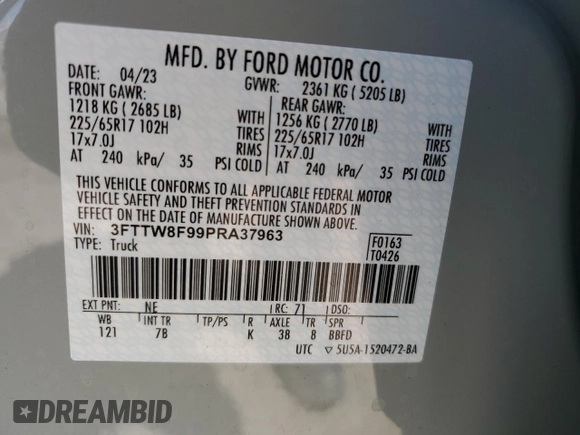 MFD. BY FORD MOTOR CO.
DATE: 04/23 GVWR: 2361 KG ( 5205 LB)
FRONT GAWR: REAR GAWR:
1218 KG ( 2685 LB) WITH 1256 KG ( 2770 LB) WITH
225/65R17 102H TIRES 225/65R17 102H TIRES
17x7.0J RIMS 17x7.0J RIMS
AT 240 kPa/ 35 PSI COLD AT 240 kPa/ 35 PSI COLD
THIS VEHICLE CONFORMS TO ALL APPLICABLE FEDERAL MOTOR
VEHICLE SAFETY AND THEFT PREVENTION STANDARDS IN
EFFECT ON THE DATE OF MANUFACTURE SHOWN ABOVE.
VIN: 3FTTW8F99PRA37963 F0163
TYPE: Truck T0426
EXT PNT: NE RC: 71 DSO:
WB INT TR TP/PS R AXLE TR SPR
121 7B K 38 8 BBFD
UTC ▽ 5U5A-1520472-BA
DREAMBID